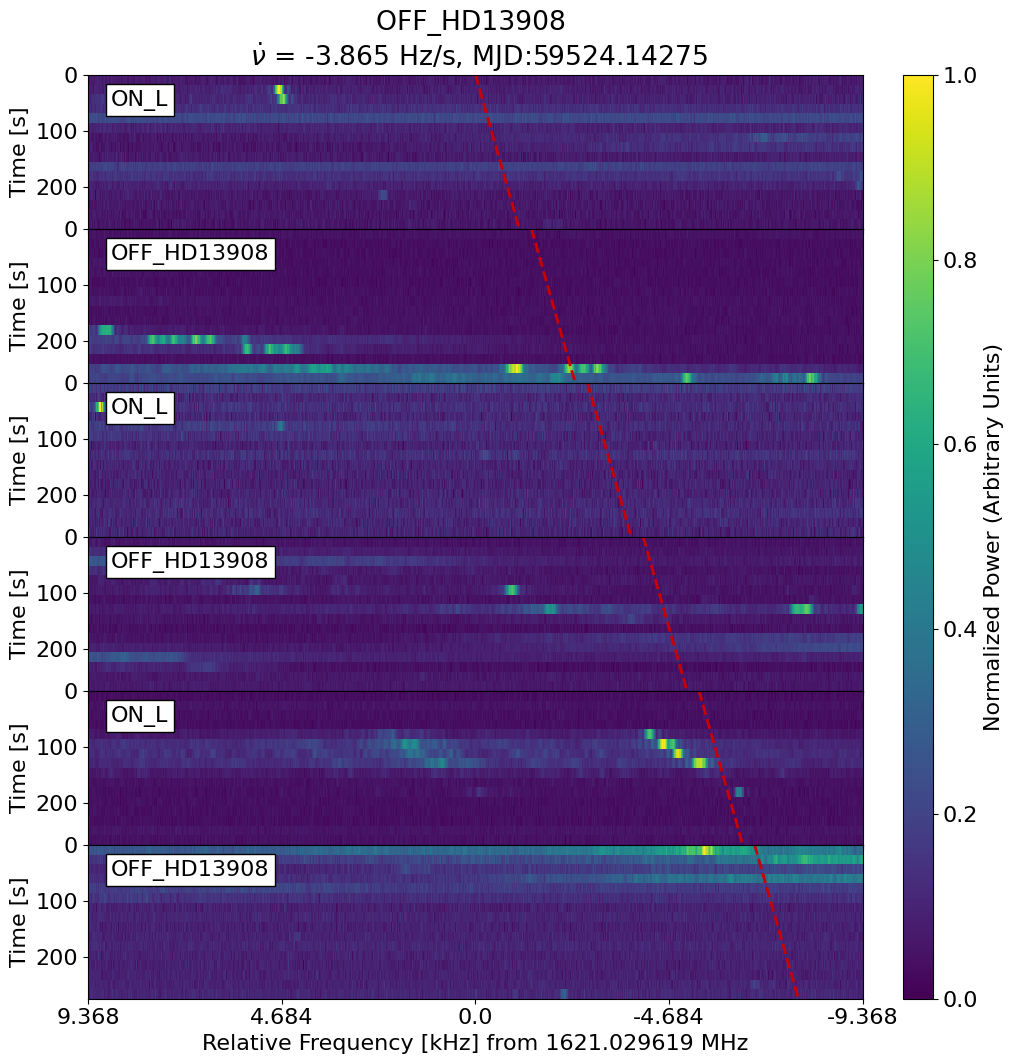 OFF_HD13908
ν̇ = -3.865 Hz/s, MJD:59524.14275
0
ON_L
100
200
Time [s]
0
OFF_HD13908
100
200
Time [s]
0
ON_L
100
200
Time [s]
0
OFF_HD13908
100
200
Time [s]
0
ON_L
100
200
Time [s]
0
OFF_HD13908
100
200
Time [s]
9.368 4.684 0.0 -4.684 -9.368
Relative Frequency [kHz] from 1621.029619 MHz
1.0
0.8
0.6
0.4
0.2
0.0
Normalized Power (Arbitrary Units)